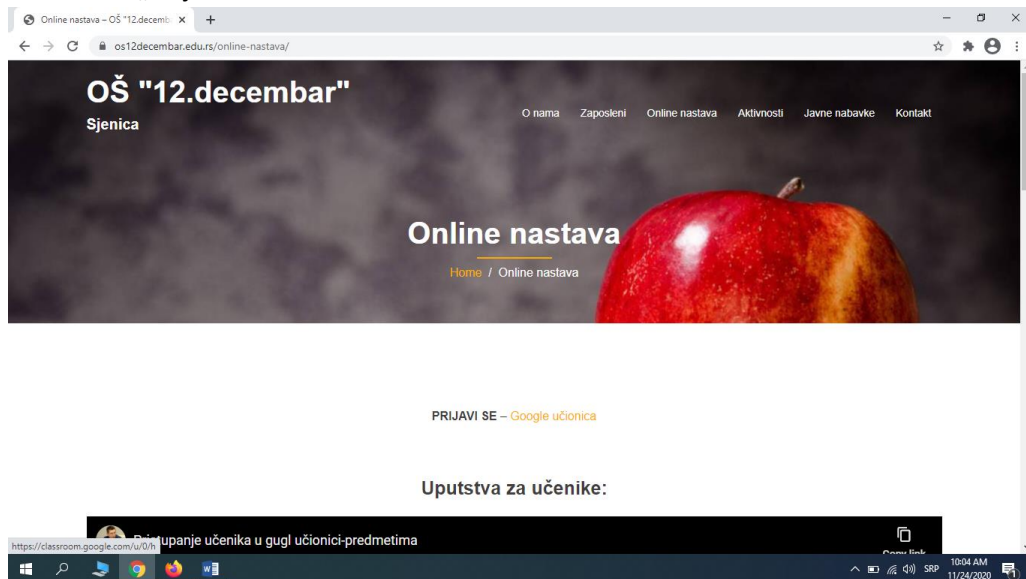 Online nastava – OŠ "12.decemb
os12decembar.edu.rs/online-nastava/
OŠ "12.decembar"
Sjenica
O nama Zaposleni Online nastava Aktivnosti Javne nabavke Kontakt
Online nastava
Home / Online nastava
PRIJAVI SE – Google učionica
Uputstva za učenike:
upanje učenika u gugl učionici-predmetima
Copy link
https://classroom.google.com/u/0/h
SRP
10:04 AM
11/24/2020
1